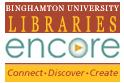 BINGHAMTON UNIVERSITY
LIBRARIES
encore
Connect • Discover • Create